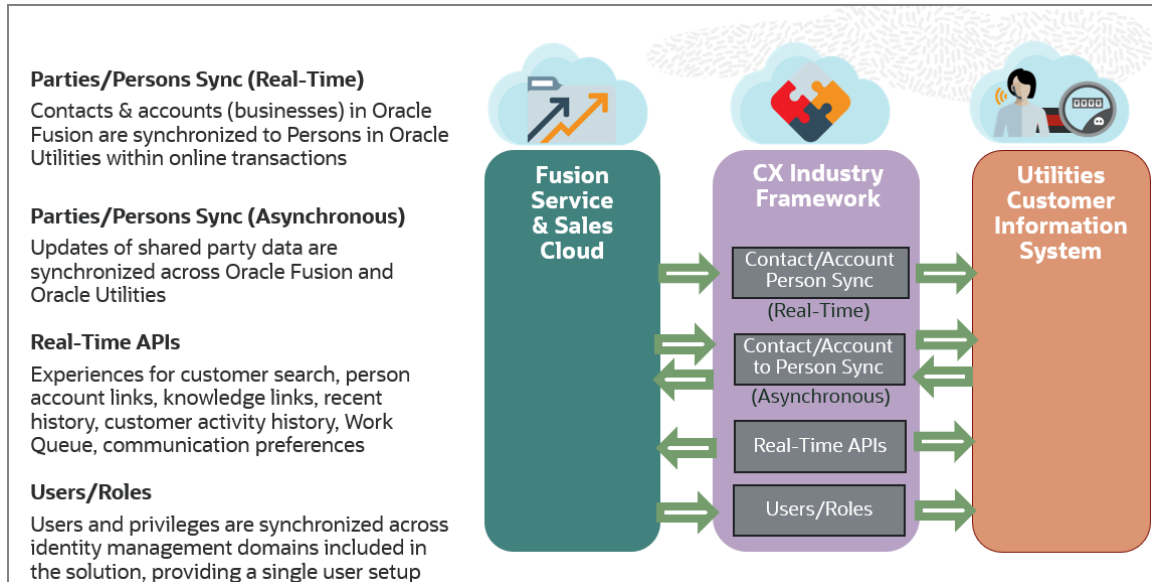 Parties/Persons Sync (Real-Time)
Contacts & accounts (businesses) in Oracle
Fusion are synchronized to Persons in Oracle
Utilities within online transactions
Parties/Persons Sync (Asynchronous)
Updates of shared party data are
synchronized across Oracle Fusion and
Oracle Utilities
Real-Time APIs
Experiences for customer search, person
account links, knowledge links, recent
history, customer activity history, Work
Queue, communication preferences
Users/Roles
Users and privileges are synchronized across
identity management domains included in
the solution, providing a single user setup
Fusion
Service
& Sales
Cloud
CX Industry
Framework
Contact/Account
Person Sync
(Real-Time)
Contact/Account
to Person Sync
(Asynchronous)
Real-Time APIs
Users/Roles
Utilities
Customer
Information
System